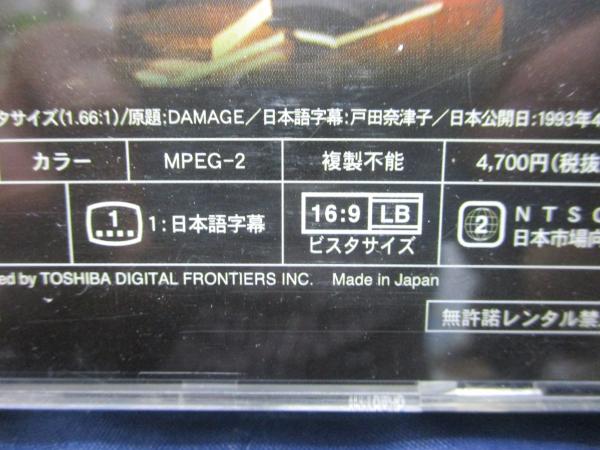 タサイズ(1.66:1)/原題:DAMAGE/日本語字幕:戸田奈津子/日本公開日:1993年4
カラー MPEG-2 複製不能 4,700円(税抜
1 1:日本語字幕 16:9 LB ビスタサイズ 2 NTSC 日本市場向
ed by TOSHIBA DIGITAL FRONTIERS INC. Made in Japan
無許諾レンタル禁